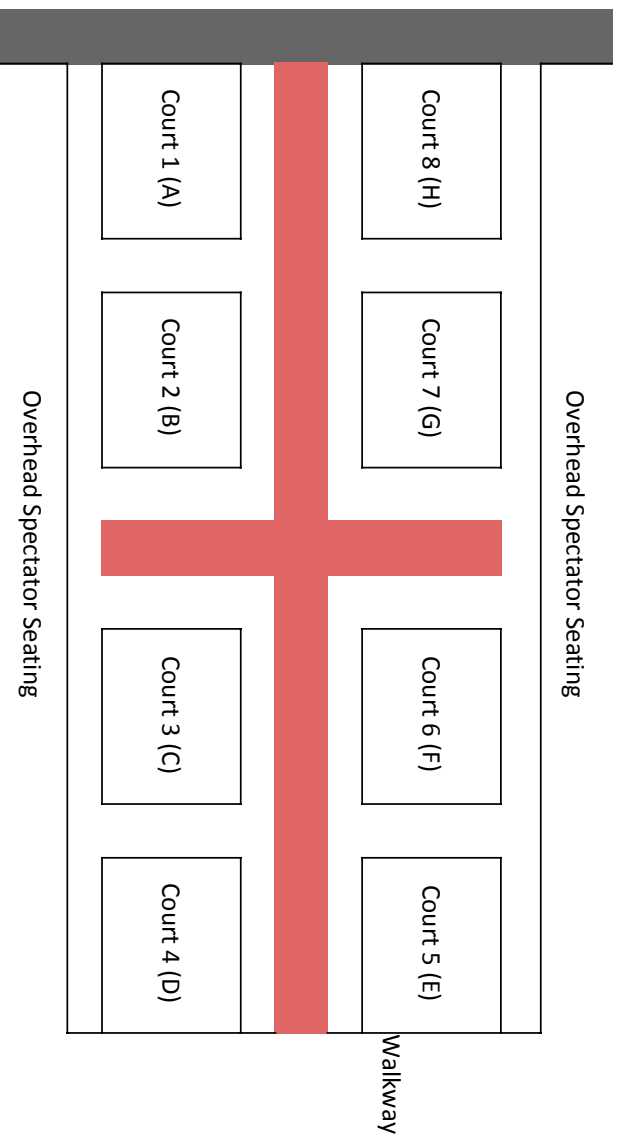 Overhead Spectator Seating
Court 8 (H)
Court 7 (G)
Court 6 (F)
Court 5 (E)
Walkway
Court 1 (A)
Court 2 (B)
Court 3 (C)
Court 4 (D)
Overhead Spectator Seating